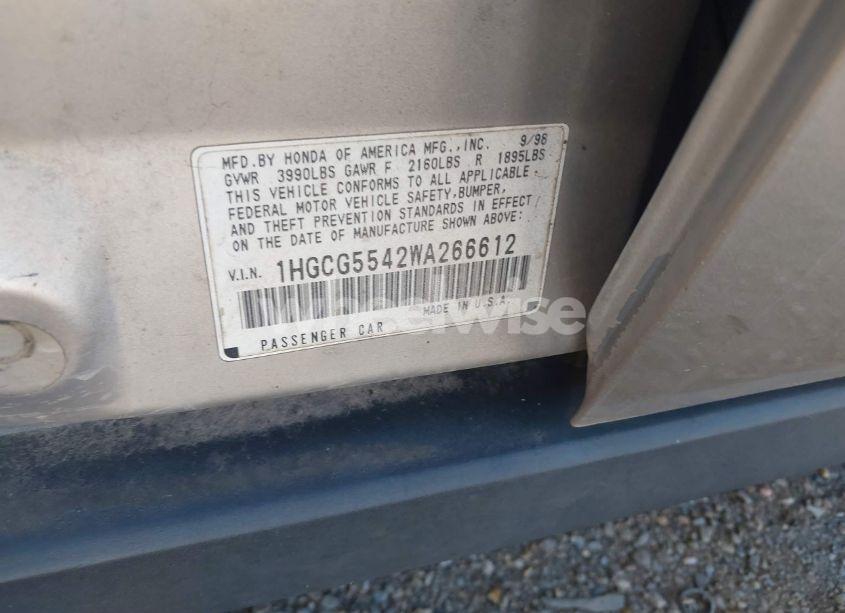 MFD.BY HONDA OF AMERICA MFG.,INC. 9/98
GVWR 3990LBS GAWR F 2160LBS R 1895LBS
THIS VEHICLE CONFORMS TO ALL APPLICABLE
FEDERAL MOTOR VEHICLE SAFETY,BUMPER,
AND THEFT PREVENTION STANDARDS IN EFFECT
ON THE DATE OF MANUFACTURE SHOWN ABOVE:
V.I.N. 1HGCG5542WA266612
wheelwise
MADE IN U.S.A.
PASSENGER CAR